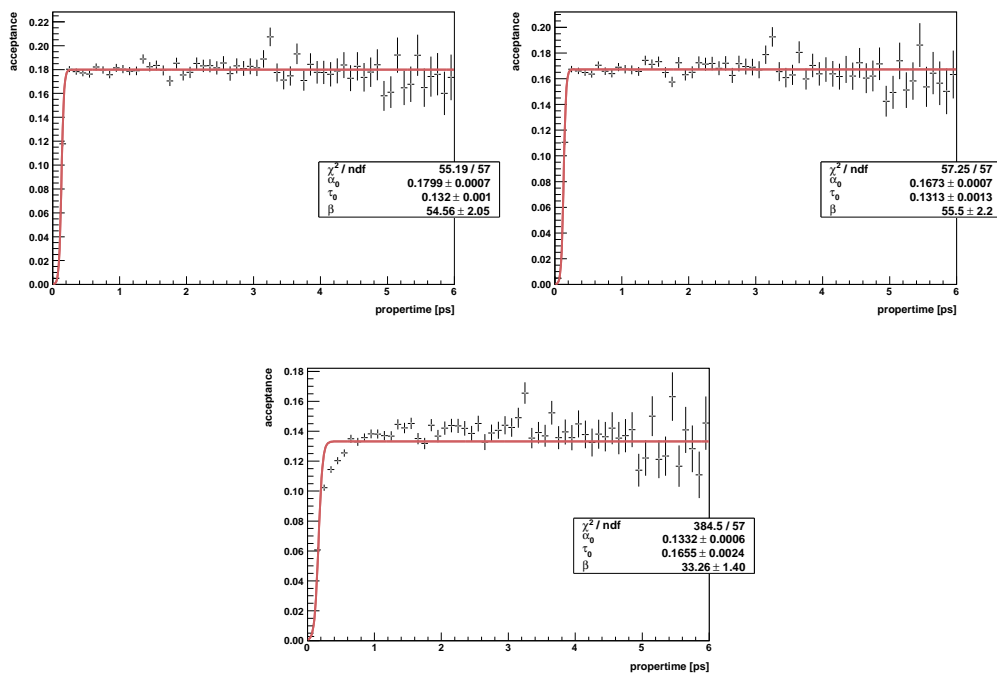 acceptance
0.22
0.20
0.18
0.16
0.14
0.12
0.10
0.08
0.06
0.04
0.02
0.00
0 1 2 3 4 5 6
propertime [ps]
χ² / ndf 55.19 / 57
α₀ 0.1799 ± 0.0007
τ₀ 0.132 ± 0.001
β 54.56 ± 2.05
acceptance
0.20
0.18
0.16
0.14
0.12
0.10
0.08
0.06
0.04
0.02
0.00
0 1 2 3 4 5 6
propertime [ps]
χ² / ndf 57.25 / 57
α₀ 0.1673 ± 0.0007
τ₀ 0.1313 ± 0.0013
β 55.5 ± 2.2
acceptance
0.18
0.16
0.14
0.12
0.10
0.08
0.06
0.04
0.02
0.00
0 1 2 3 4 5 6
propertime [ps]
χ² / ndf 384.5 / 57
α₀ 0.1332 ± 0.0006
τ₀ 0.1655 ± 0.0024
β 33.26 ± 1.40